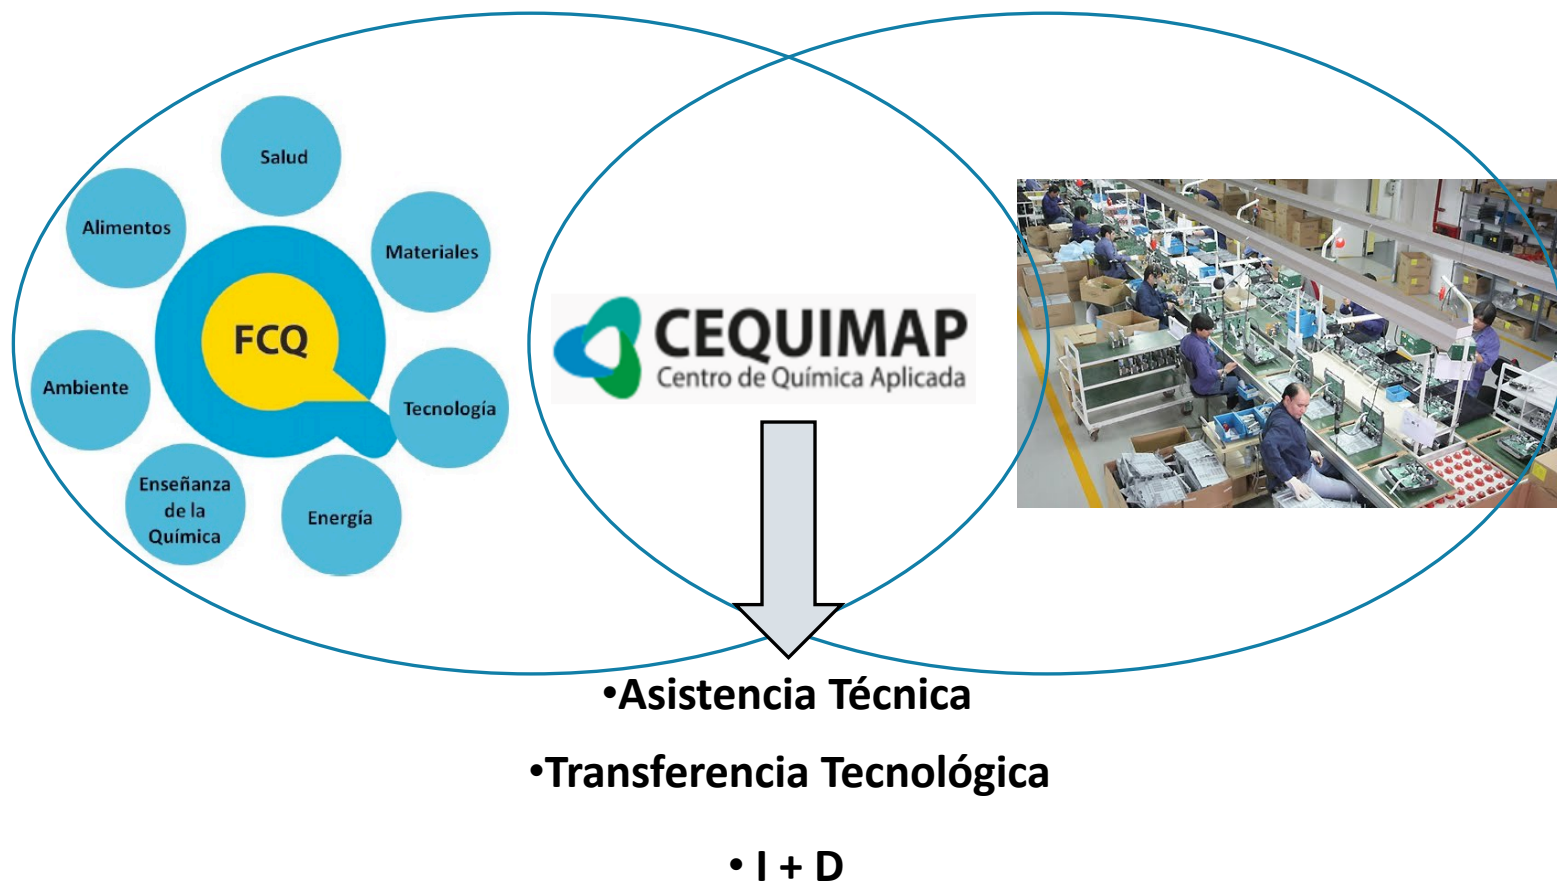 Salud
Alimentos
Materiales
FCQ
Ambiente
Tecnología
Enseñanza
de la
Química
Energía
CEQUIMAP
Centro de Química Aplicada
•Asistencia Técnica
•Transferencia Tecnológica
• I + D